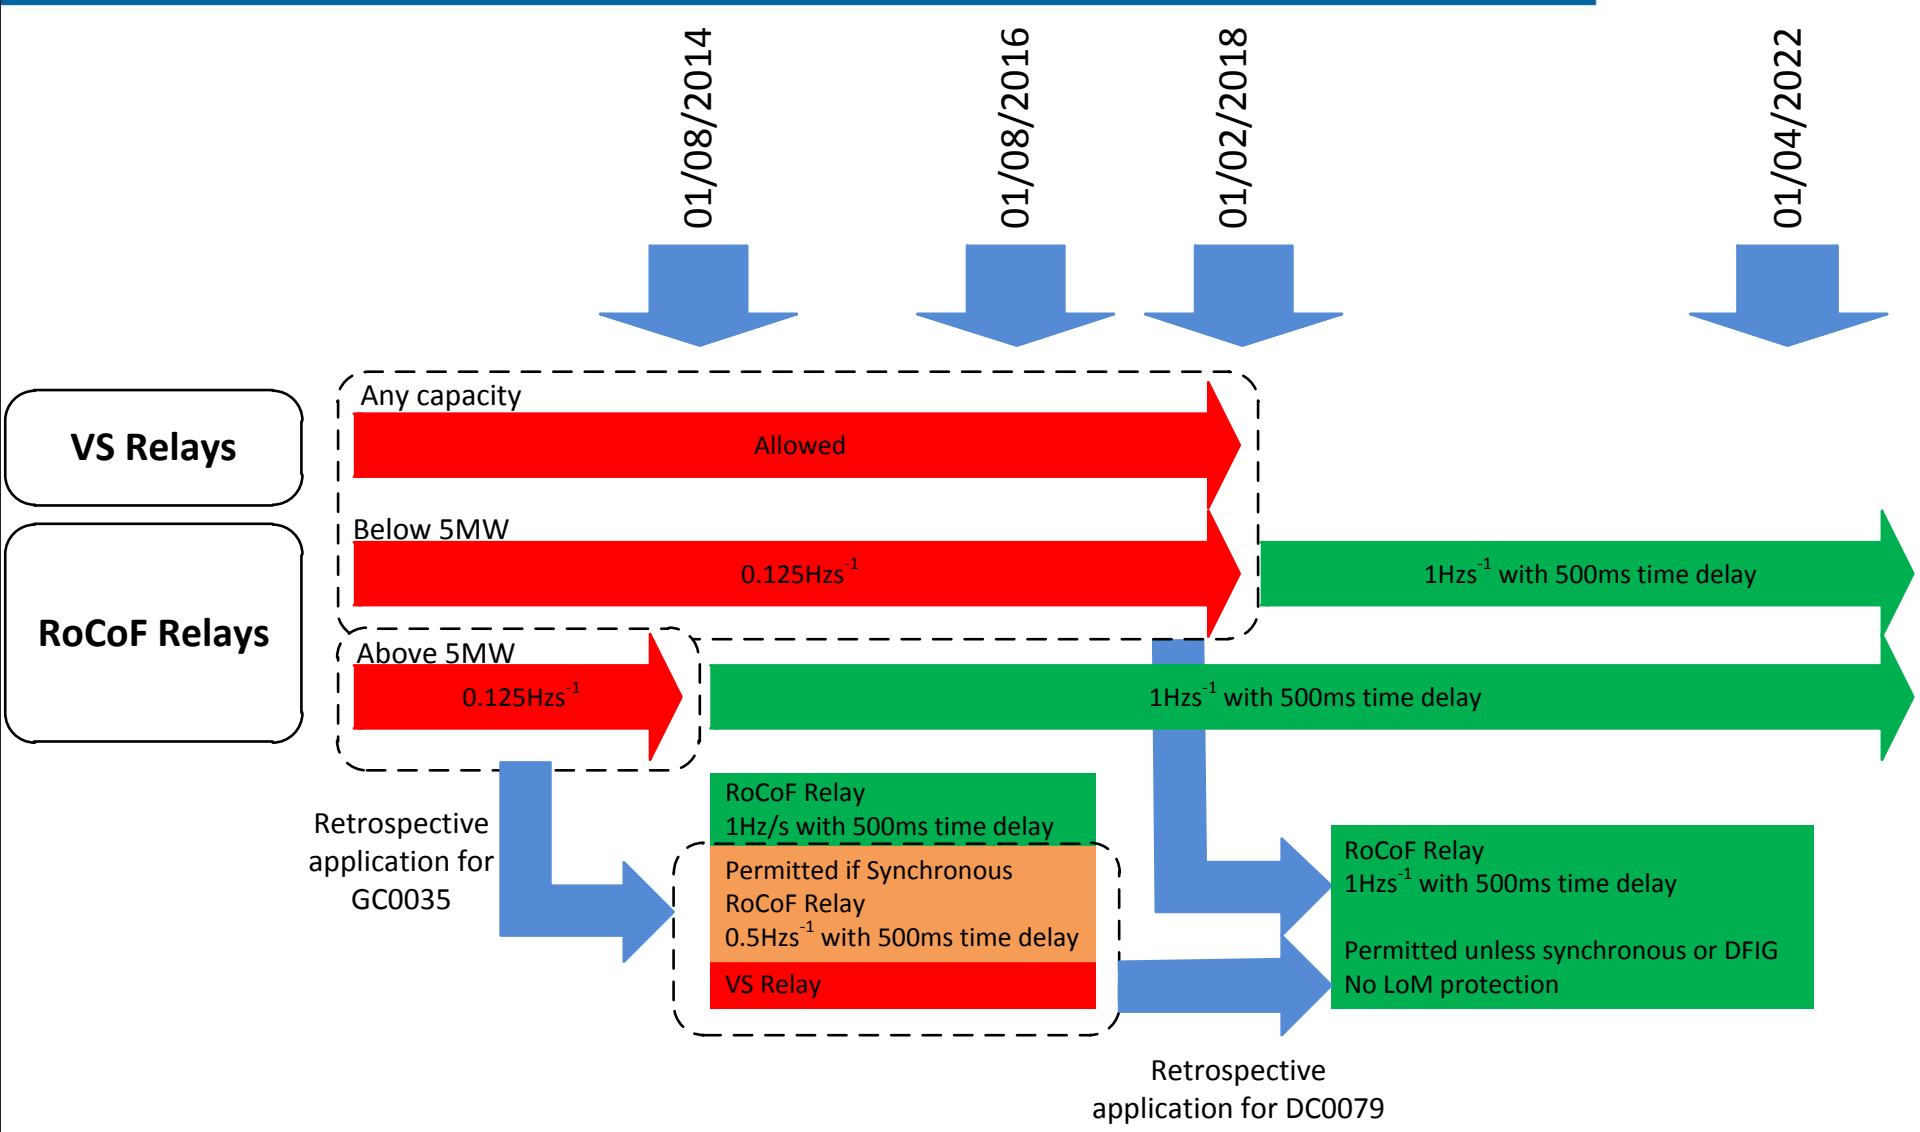 01/08/2014
01/08/2016
01/02/2018
01/04/2022
VS Relays
Any capacity
Allowed
RoCoF Relays
Below 5MW
0.125Hzs⁻¹
1Hzs⁻¹ with 500ms time delay
Above 5MW
0.125Hzs⁻¹
1Hzs⁻¹ with 500ms time delay
Retrospective
application for
GC0035
RoCoF Relay
1Hz/s with 500ms time delay
Permitted if Synchronous
RoCoF Relay
0.5Hzs⁻¹ with 500ms time delay
VS Relay
RoCoF Relay
1Hzs⁻¹ with 500ms time delay
Permitted unless synchronous or DFIG
No LoM protection
Retrospective
application for DC0079